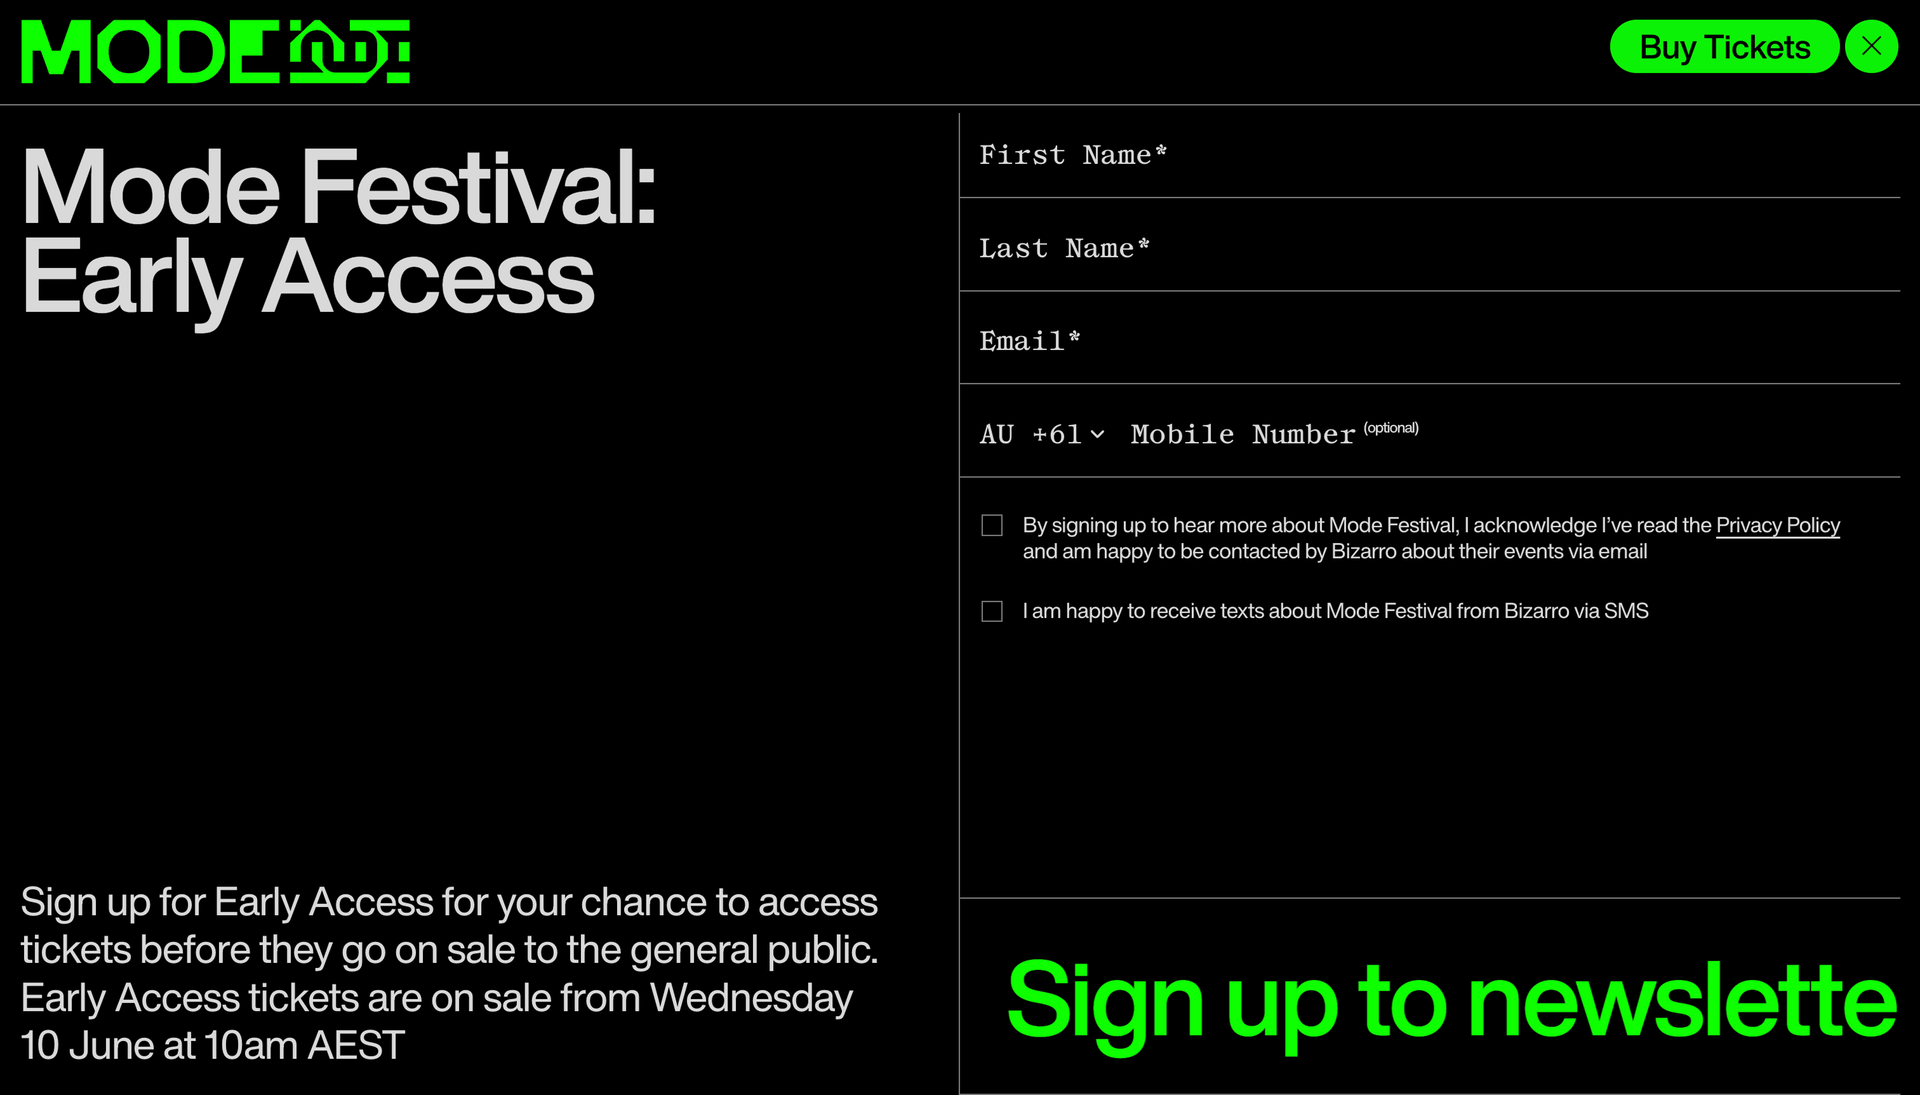 MODE
Buy Tickets
Mode Festival:
Early Access
Sign up for Early Access for your chance to access
tickets before they go on sale to the general public.
Early Access tickets are on sale from Wednesday
10 June at 10am AEST
First Name*
Last Name*
Email*
AU +61 Mobile Number (optional)
By signing up to hear more about Mode Festival, I acknowledge I’ve read the Privacy Policy
and am happy to be contacted by Bizarro about their events via email
I am happy to receive texts about Mode Festival from Bizarro via SMS
Sign up to newslette